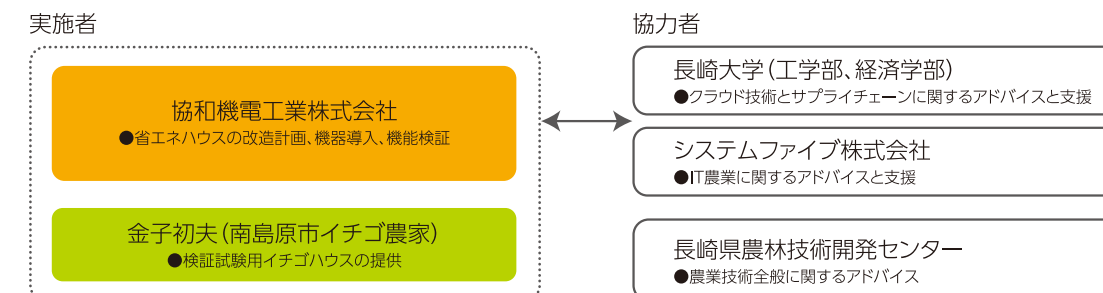 実施者
協和機電工業株式会社
●省エネハウスの改造計画、機器導入、機能検証
金子初夫(南島原市イチゴ農家)
●検証試験用イチゴハウスの提供
協力者
長崎大学(工学部、経済学部)
●クラウド技術とサプライチェーンに関するアドバイスと支援
システムファイブ株式会社
●IT農業に関するアドバイスと支援
長崎県農林技術開発センター
●農業技術全般に関するアドバイス